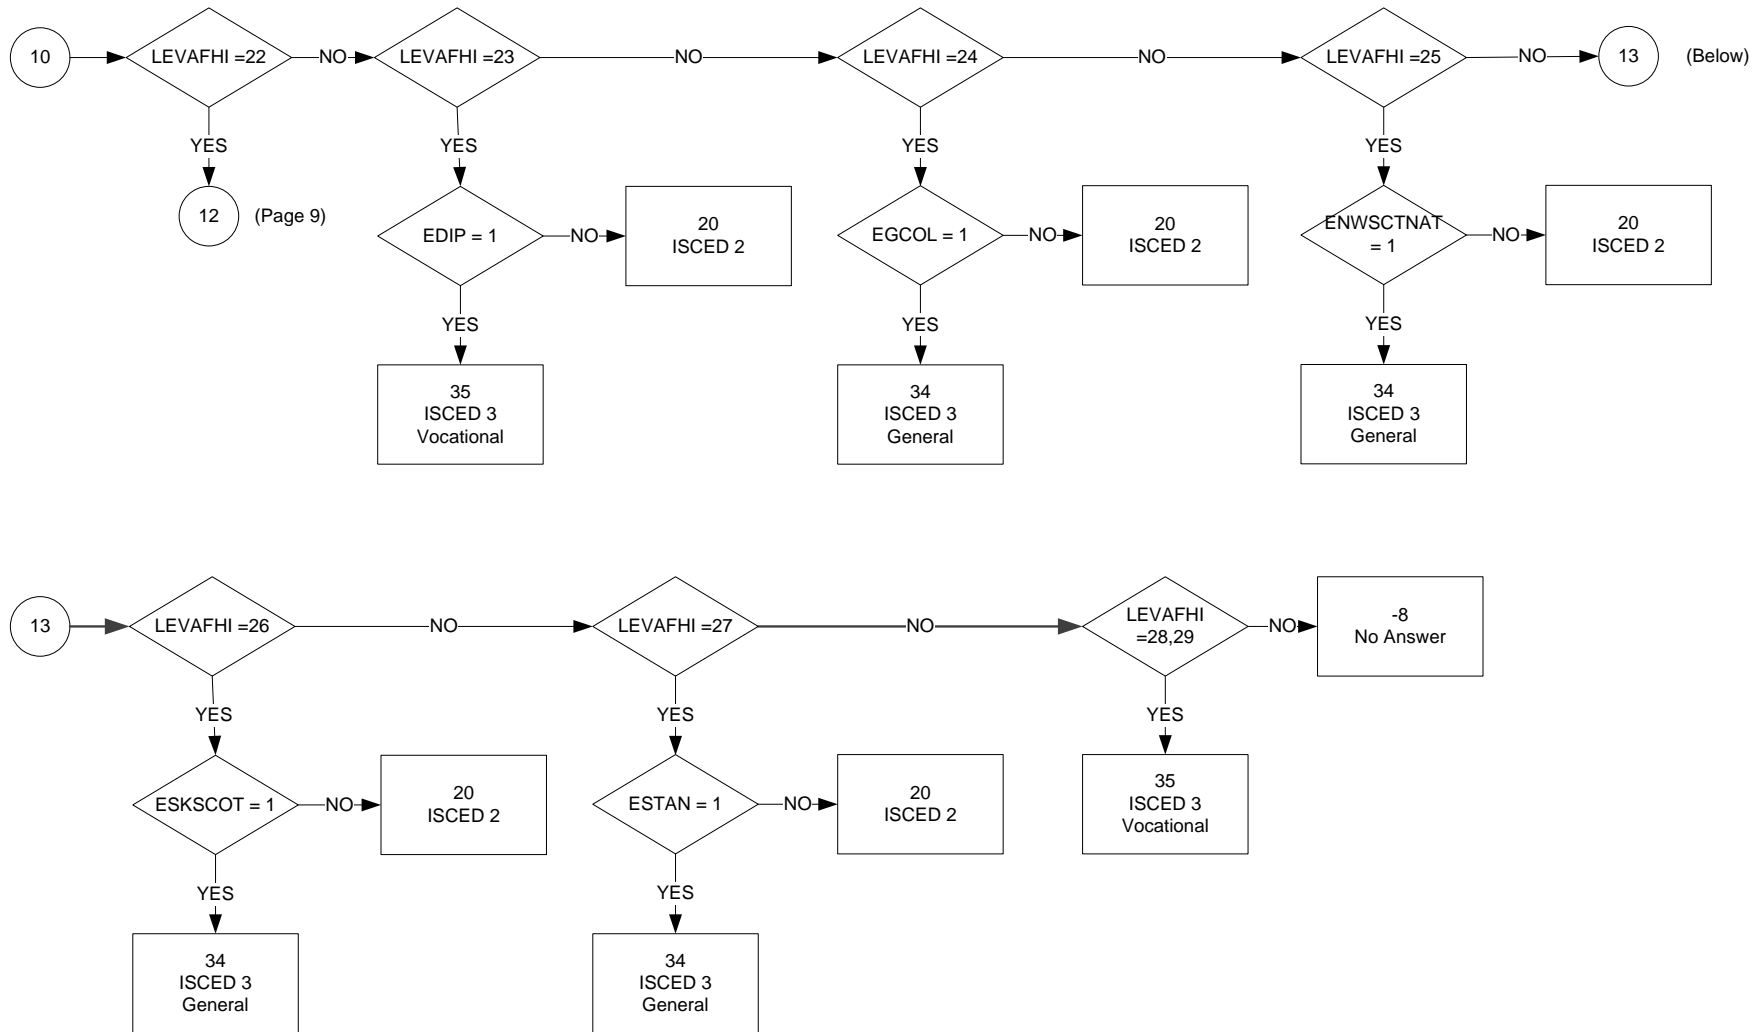 10
LEVAFHI =22
NO
LEVAFHI =23
NO
LEVAFHI =24
NO
LEVAFHI =25
NO
13
(Below)
YES
YES
YES
YES
12
(Page 9)
EDIP = 1
NO
20
ISCED 2
EGCOL = 1
NO
20
ISCED 2
ENWSCTNAT
= 1
NO
20
ISCED 2
YES
YES
YES
35
ISCED 3
Vocational
34
ISCED 3
General
34
ISCED 3
General
13
LEVAFHI =26
NO
LEVAFHI =27
NO
LEVAFHI
=28,29
NO
-8
No Answer
YES
YES
YES
ESKSCOT = 1
NO
20
ISCED 2
ESTAN = 1
NO
20
ISCED 2
35
ISCED 3
Vocational
YES
YES
34
ISCED 3
General
34
ISCED 3
General